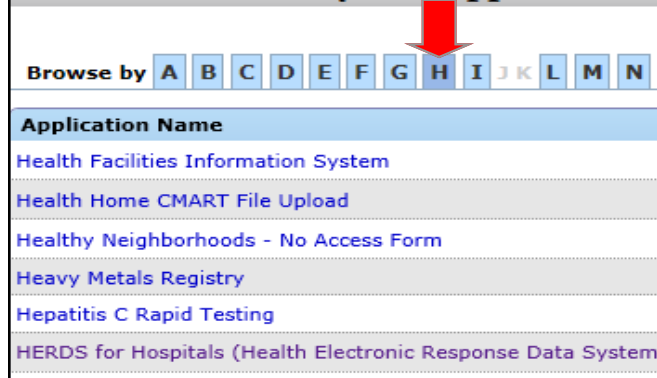 Browse by A B C D E F G H I J K L M N
Application Name
Health Facilities Information System
Health Home CMART File Upload
Healthy Neighborhoods - No Access Form
Heavy Metals Registry
Hepatitis C Rapid Testing
HERDS for Hospitals (Health Electronic Response Data System